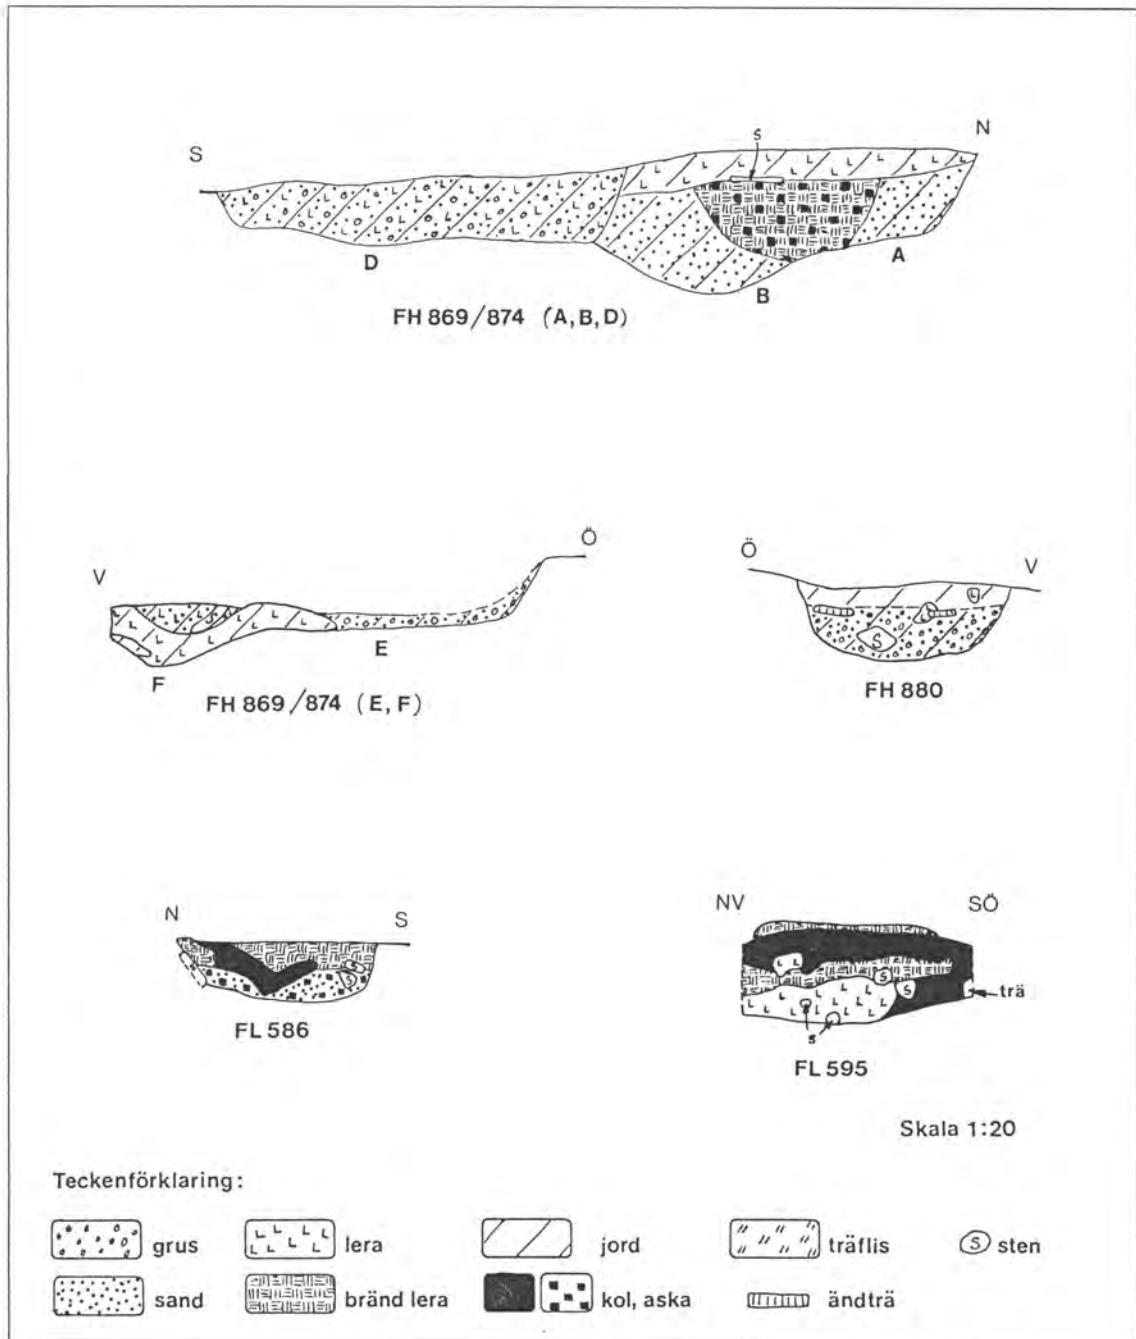 S N
s
D B A
FH 869/874 (A, B, D)
V Ö
F E
FH 869/874 (E, F)
Ö V
L
S
FH 880
N S
S
FL 586
NV SÖ
L L
S
S
trä
s
FL 595
Skala 1:20
Teckenförklaring:
grus lera jord träflis S sten
sand bränd lera kol, aska ändträ